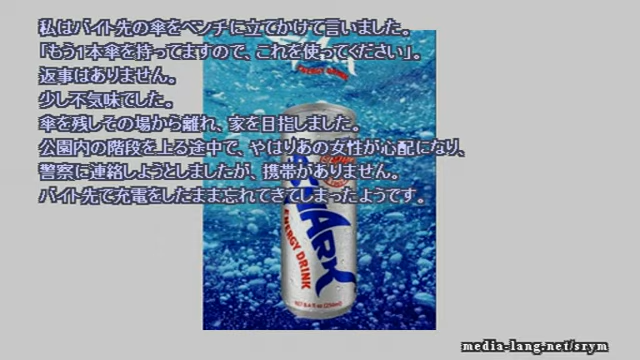 私はバイト先の傘をベンチに立てかけて言いました。
「もう1本傘を持ってますので、これを使ってください」。
返事はありません。
少し不気味でした。
傘を残しその場から離れ、家を目指しました。
公園内の階段を上る途中で、やはりあの女性が心配になり、
警察に連絡しようとしましたが、携帯がありません。
バイト先で充電をしたまま忘れてきてしまったようです。
ENERGY DRINK
SHARK
ENERGY DRINK
media-lang-net/srym